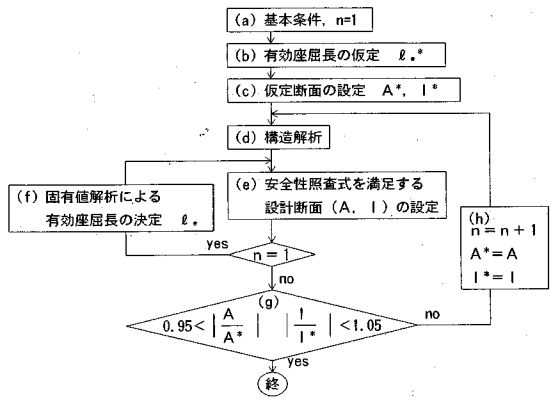 (a) 基本条件, n=1
(b) 有効座屈長の仮定 ℓe*
(c) 仮定断面の設定 A*, I*
(d) 構造解析
(e) 安全性照査式を満足する
設計断面 (A, I) の設定
(f) 固有値解析による
有効座屈長の決定 ℓe
yes
n = 1
no
(g)
0.95< | A/A* | | I/I* | <1.05
no
yes
(h)
n = n + 1
A*= A
I*= I
終